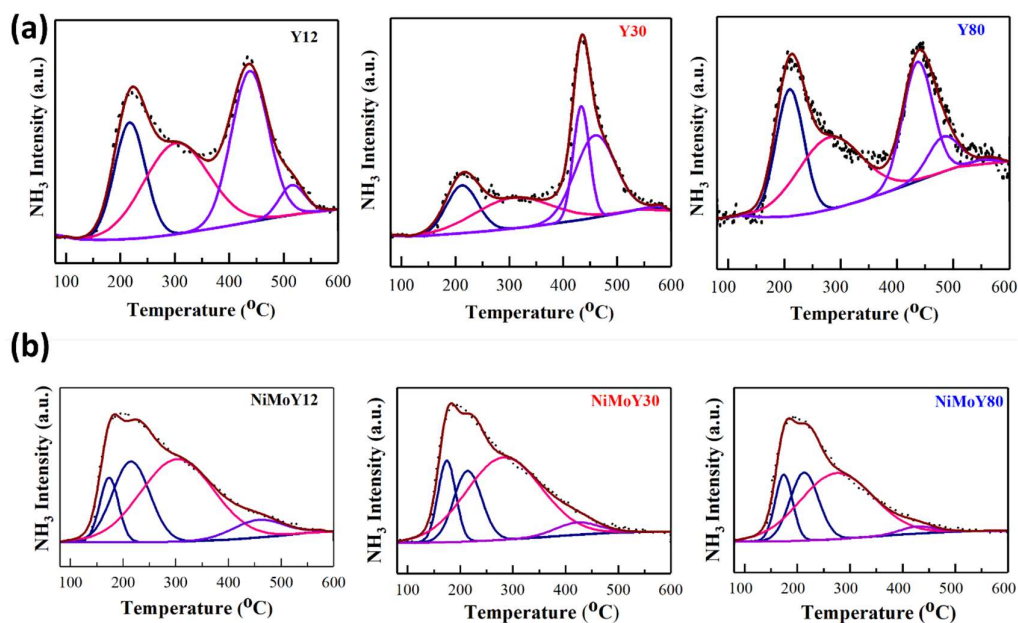 (a)
Y12
Y30
Y80
NH₃ Intensity (a.u.)
NH₃ Intensity (a.u.)
NH₃ Intensity (a.u.)
100 200 300 400 500 600
100 200 300 400 500 600
100 200 300 400 500 600
Temperature (⁰C)
Temperature (⁰C)
Temperature (⁰C)
(b)
NiMoY12
NiMoY30
NiMoY80
NH₃ Intensity (a.u.)
NH₃ Intensity (a.u.)
NH₃ Intensity (a.u.)
100 200 300 400 500 600
100 200 300 400 500 600
100 200 300 400 500 600
Temperature (⁰C)
Temperature (⁰C)
Temperature (⁰C)